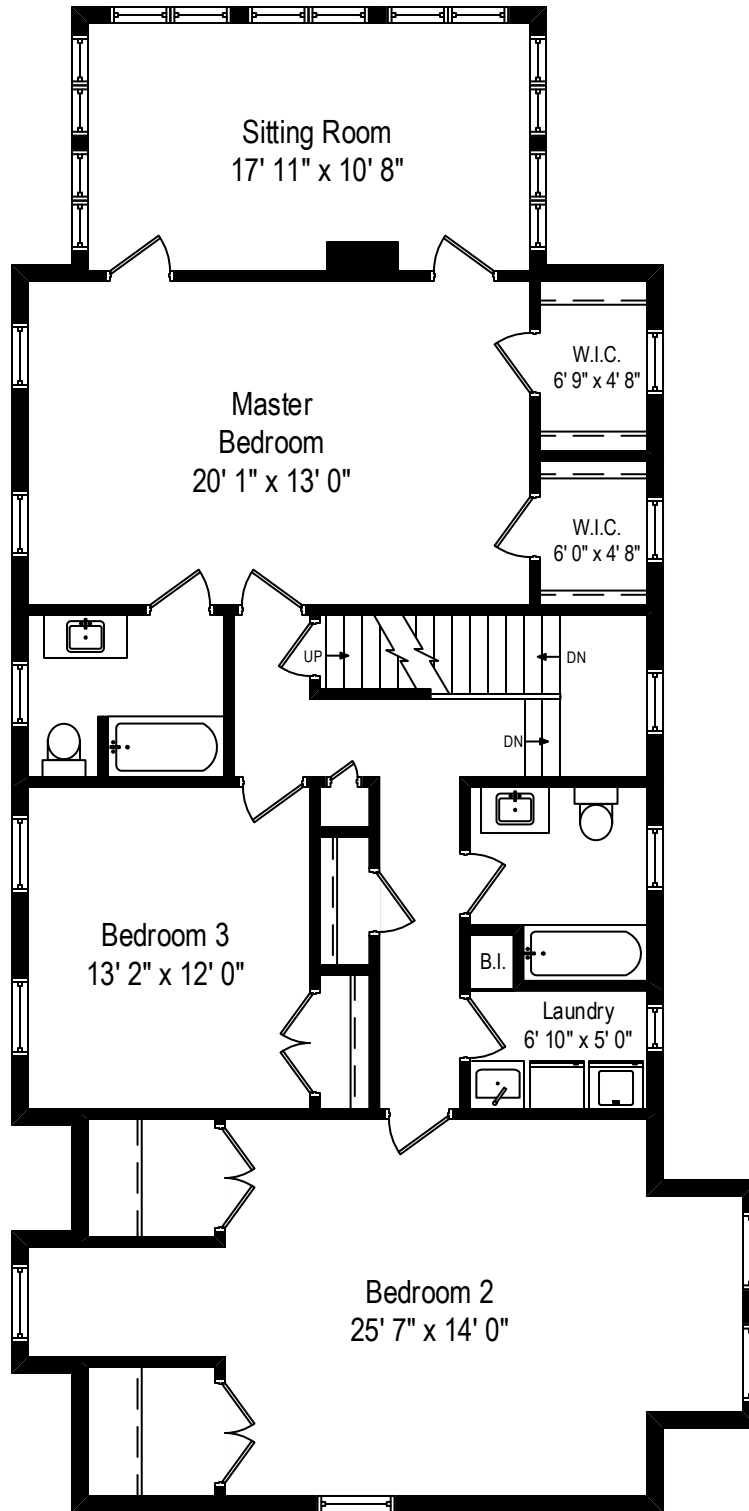 Sitting Room
17' 11" x 10' 8"
W.I.C.
6' 9" x 4' 8"
Master
Bedroom
20' 1" x 13' 0"
W.I.C.
6' 0" x 4' 8"
UP
DN
DN
Bedroom 3
13' 2" x 12' 0"
B.I.
Laundry
6' 10" x 5' 0"
Bedroom 2
25' 7" x 14' 0"